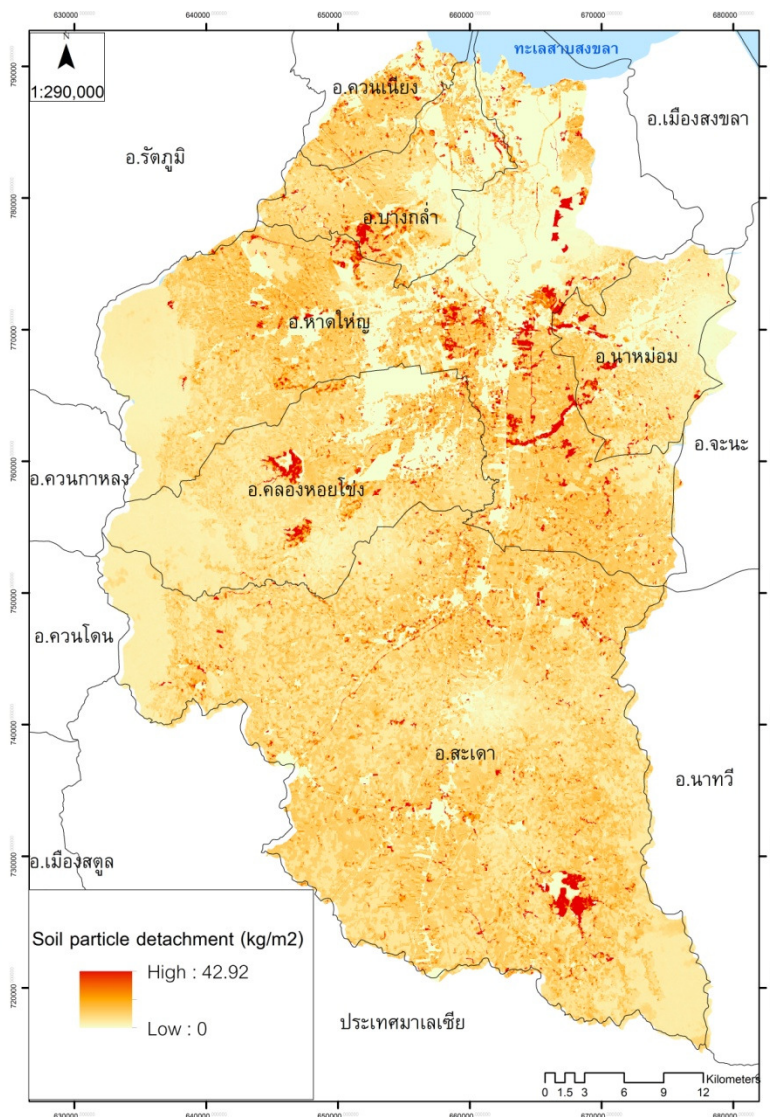 630000 640000 650000 660000 670000 680000
N
1:290,000
ทะเลสาบสงขลา
790000
อ.ควนเนียง
อ.เมืองสงขลา
อ.รัตภูมิ
780000
อ.บางกล่ำ
อ.หาดใหญ่
770000
อ.นาหม่อม
อ.จะนะ
760000
อ.ควนกาหลง
อ.คลองหอยโข่ง
750000
อ.ควนโดน
740000
อ.สะเดา
อ.นาทวี
730000
อ.เมืองสตูล
Soil particle detachment (kg/m2)
High : 42.92
Low : 0
720000
ประเทศมาเลเซีย
Kilometers
0 1.5 3 6 9 12
630000 640000 650000 660000 670000 680000